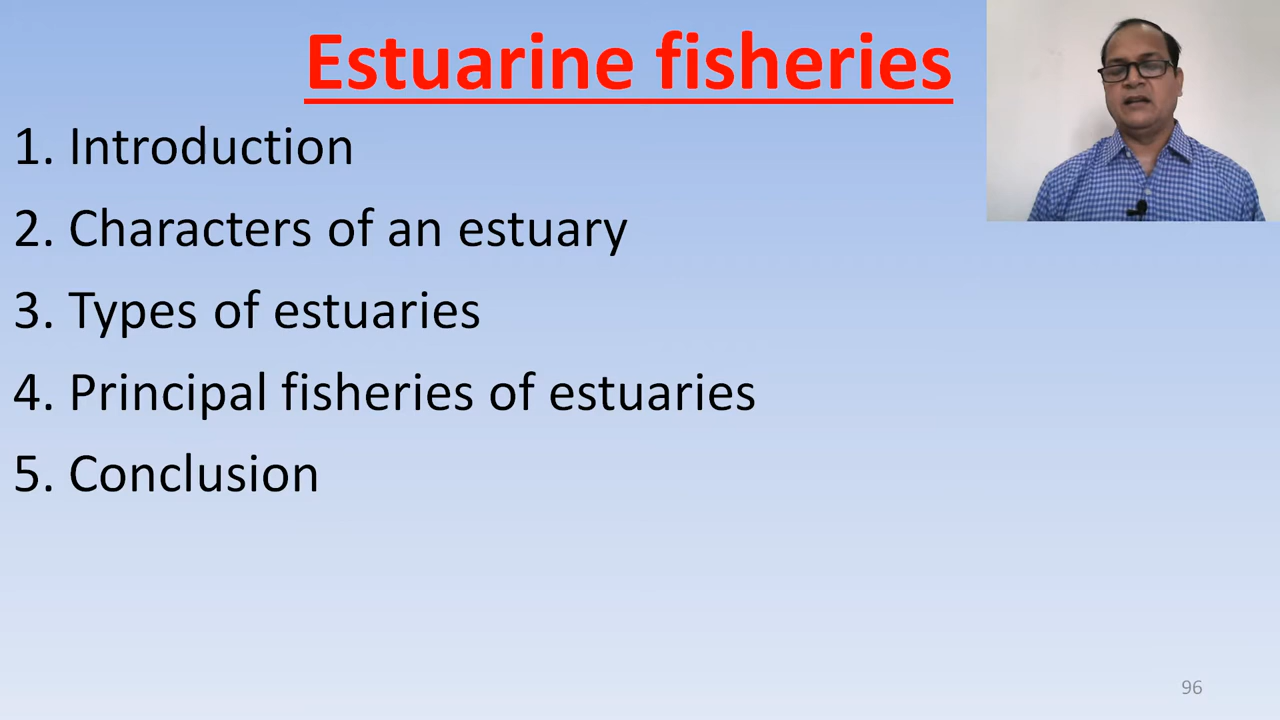 Estuarine fisheries
1. Introduction
2. Characters of an estuary
3. Types of estuaries
4. Principal fisheries of estuaries
5. Conclusion
96